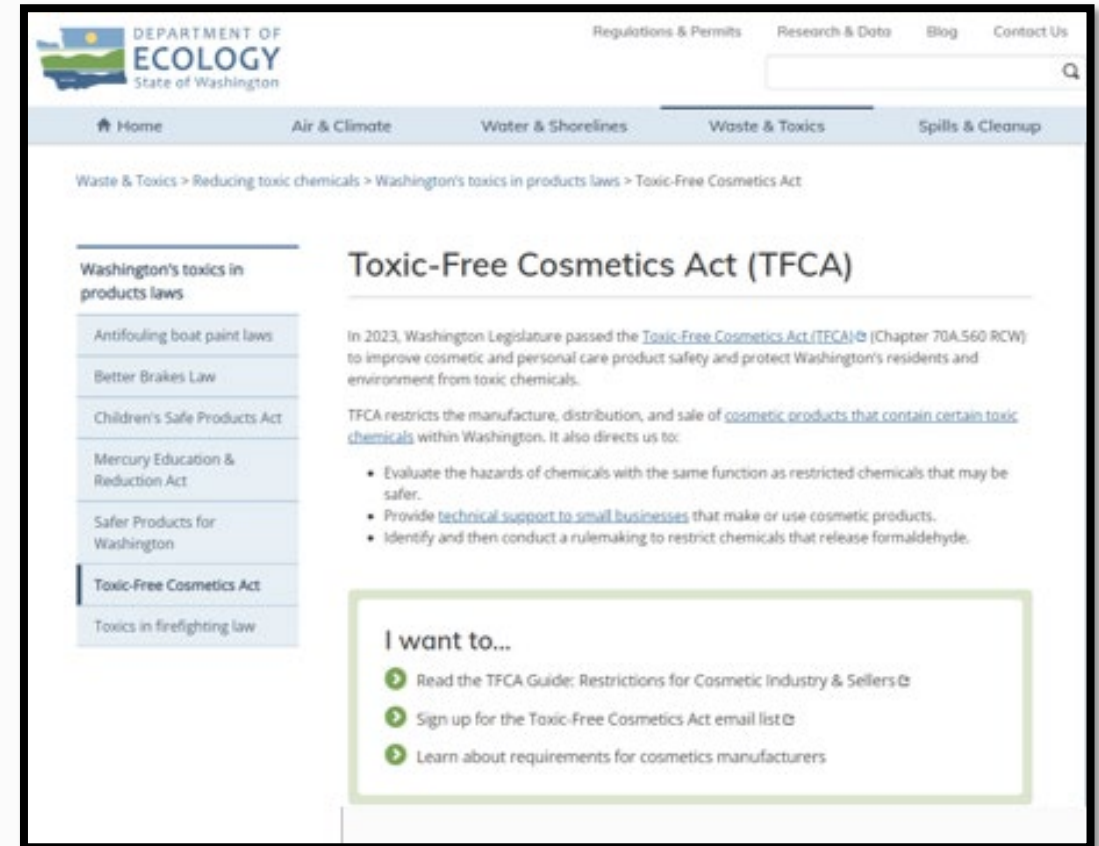 DEPARTMENT OF
ECOLOGY
State of Washington
Regulations & Permits Research & Data Blog Contact Us
Home Air & Climate Water & Shorelines Waste & Toxics Spills & Cleanup
Waste & Toxics > Reducing toxic chemicals > Washington's toxics in products laws > Toxic-Free Cosmetics Act
Washington's toxics in
products laws
Antifouling boat paint laws
Better Brakes Law
Children's Safe Products Act
Mercury Education &
Reduction Act
Safer Products for
Washington
Toxic-Free Cosmetics Act
Toxics in firefighting law
Toxic-Free Cosmetics Act (TFCA)
In 2023, Washington Legislature passed the Toxic-Free Cosmetics Act (TFCA) (Chapter 70A.560 RCW)
to improve cosmetic and personal care product safety and protect Washington's residents and
environment from toxic chemicals.
TFCA restricts the manufacture, distribution, and sale of cosmetic products that contain certain toxic
chemicals within Washington. It also directs us to:
• Evaluate the hazards of chemicals with the same function as restricted chemicals that may be
safer.
• Provide technical support to small businesses that make or use cosmetic products.
• Identify and then conduct a rulemaking to restrict chemicals that release formaldehyde.
I want to...
Read the TFCA Guide: Restrictions for Cosmetic Industry & Sellers
Sign up for the Toxic-Free Cosmetics Act email list
Learn about requirements for cosmetics manufacturers